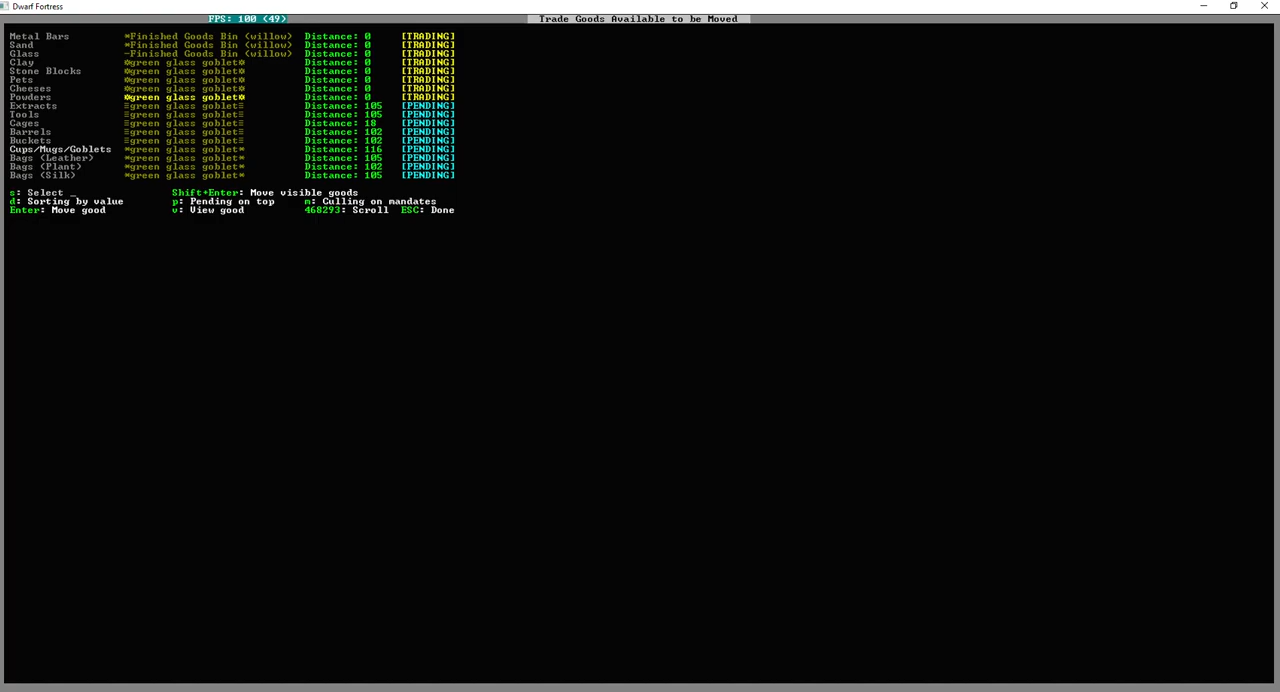 Dwarf Fortress
FPS: 100 (49) Trade Goods Available to be Moved
Metal Bars *Finished Goods Bin (willow) Distance: 0 [TRADING]
Sand *Finished Goods Bin (willow) Distance: 0 [TRADING]
Glass -Finished Goods Bin (willow) Distance: 0 [TRADING]
Clay ☼green glass goblet☼ Distance: 0 [TRADING]
Stone Blocks ☼green glass goblet☼ Distance: 0 [TRADING]
Pets ☼green glass goblet☼ Distance: 0 [TRADING]
Cheeses ☼green glass goblet☼ Distance: 0 [TRADING]
Powders ☼green glass goblet☼ Distance: 0 [TRADING]
Extracts ≡green glass goblet≡ Distance: 105 [PENDING]
Tools ≡green glass goblet≡ Distance: 105 [PENDING]
Cages ≡green glass goblet≡ Distance: 18 [PENDING]
Barrels ≡green glass goblet≡ Distance: 102 [PENDING]
Buckets ≡green glass goblet≡ Distance: 102 [PENDING]
Cups/Mugs/Goblets *green glass goblet* Distance: 116 [PENDING]
Bags (Leather) *green glass goblet* Distance: 105 [PENDING]
Bags (Plant) *green glass goblet* Distance: 102 [PENDING]
Bags (Silk) *green glass goblet* Distance: 105 [PENDING]
s: Select _ Shift+Enter: Move visible goods
d: Sorting by value p: Pending on top m: Culling on mandates
Enter: Move good v: View good 468293: Scroll ESC: Done